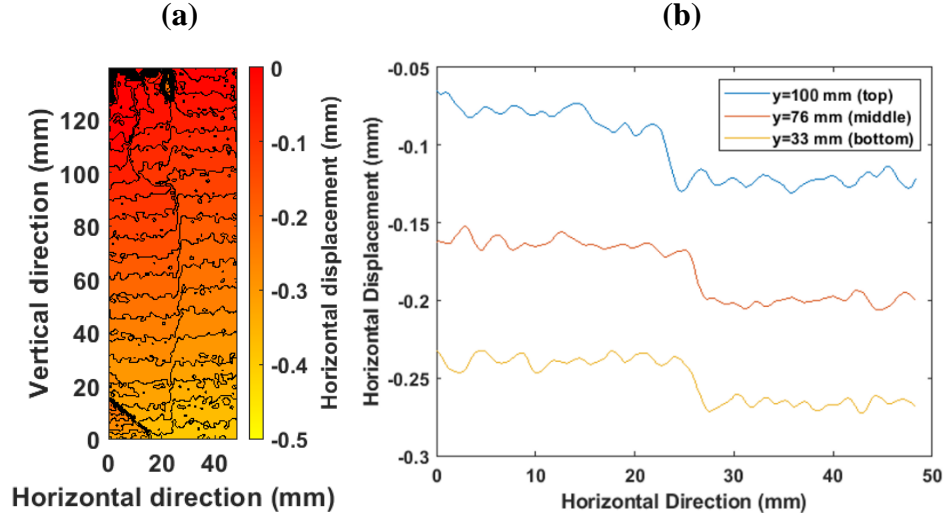 (a)
(b)
Vertical direction (mm)
120
100
80
60
40
20
0
0
20
40
Horizontal direction (mm)
0
-0.1
-0.2
-0.3
-0.4
-0.5
Horizontal displacement (mm)
Horizontal Displacement (mm)
-0.05
-0.1
-0.15
-0.2
-0.25
-0.3
0
10
20
30
40
50
Horizontal Direction (mm)
y=100 mm (top)
y=76 mm (middle)
y=33 mm (bottom)